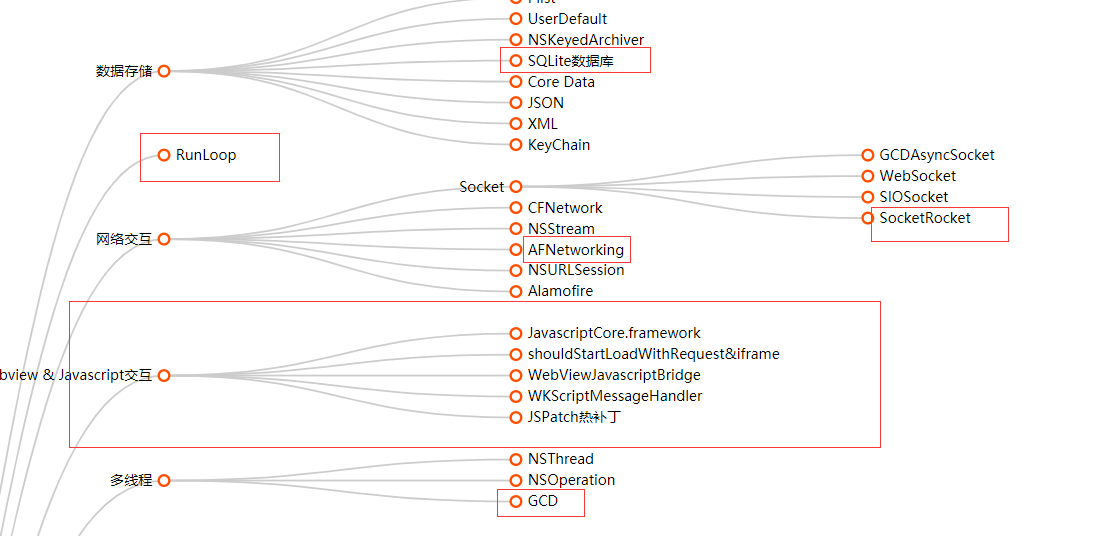 UserDefault
NSKeyedArchiver
SQLite数据库
数据存储
Core Data
JSON
XML
KeyChain
RunLoop
GCDAsyncSocket
WebSocket
Socket
SIOSocket
CFNetwork
SocketRocket
NSStream
网络交互
AFNetworking
NSURLSession
Alamofire
JavascriptCore.framework
shouldStartLoadWithRequest&iframe
bview & Javascript交互
WebViewJavascriptBridge
WKScriptMessageHandler
JSPatch热补丁
NSThread
多线程
NSOperation
GCD